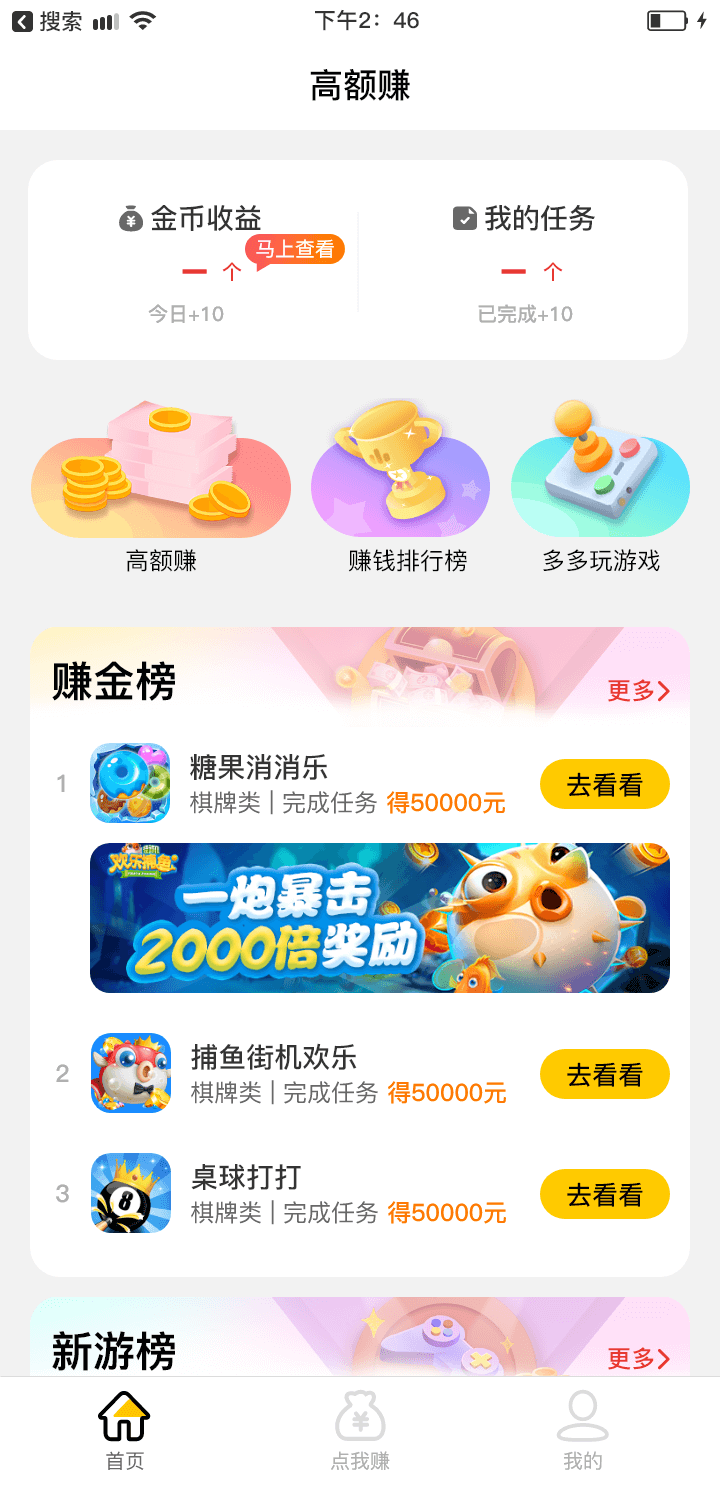 搜索
下午2：46
高额赚
金币收益
我的任务
马上查看
一 个
一 个
今日+10
已完成+10
高额赚
赚钱排行榜
多多玩游戏
赚金榜
更多
1
糖果消消乐
棋牌类 | 完成任务 得50000元
去看看
欢乐捕鱼
一炮暴击
2000倍奖励
2
捕鱼街机欢乐
棋牌类 | 完成任务 得50000元
去看看
3
8
桌球打打
棋牌类 | 完成任务 得50000元
去看看
新游榜
更多
首页
点我赚
我的